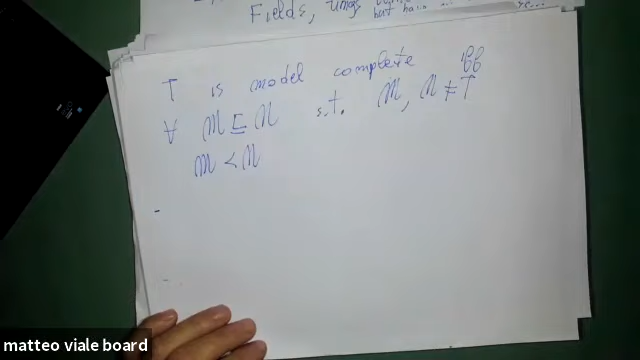 Fields,
T is model complete iff
∀ M ⊑ N s.t. M, N ⊨ T
M < N
matteo viale board